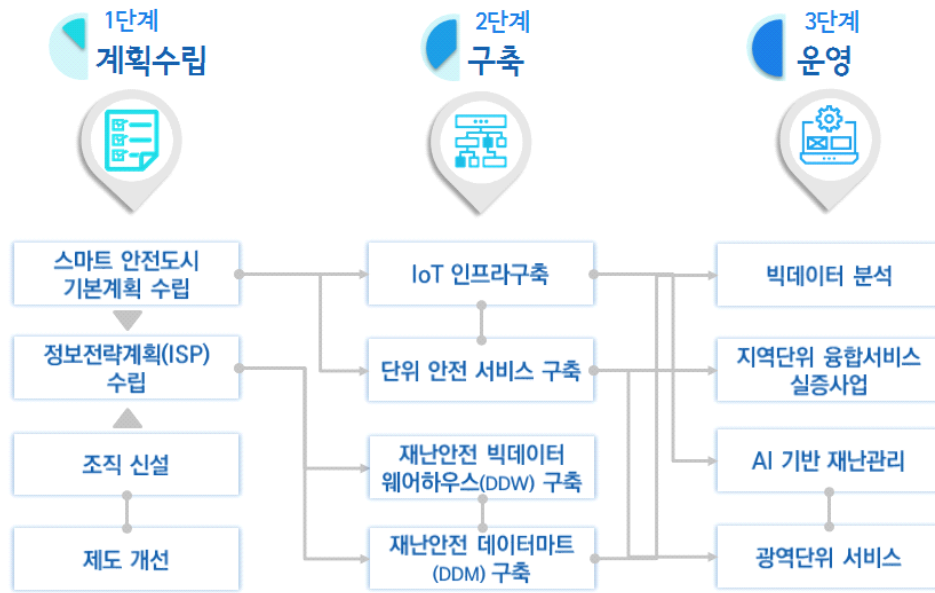 1단계
계획수립
2단계
구축
3단계
운영
스마트 안전도시
기본계획 수립
정보전략계획(ISP)
수립
조직 신설
제도 개선
IoT 인프라구축
단위 안전 서비스 구축
재난안전 빅데이터
웨어하우스(DDW) 구축
재난안전 데이터마트
(DDM) 구축
빅데이터 분석
지역단위 융합서비스
실증사업
AI 기반 재난관리
광역단위 서비스